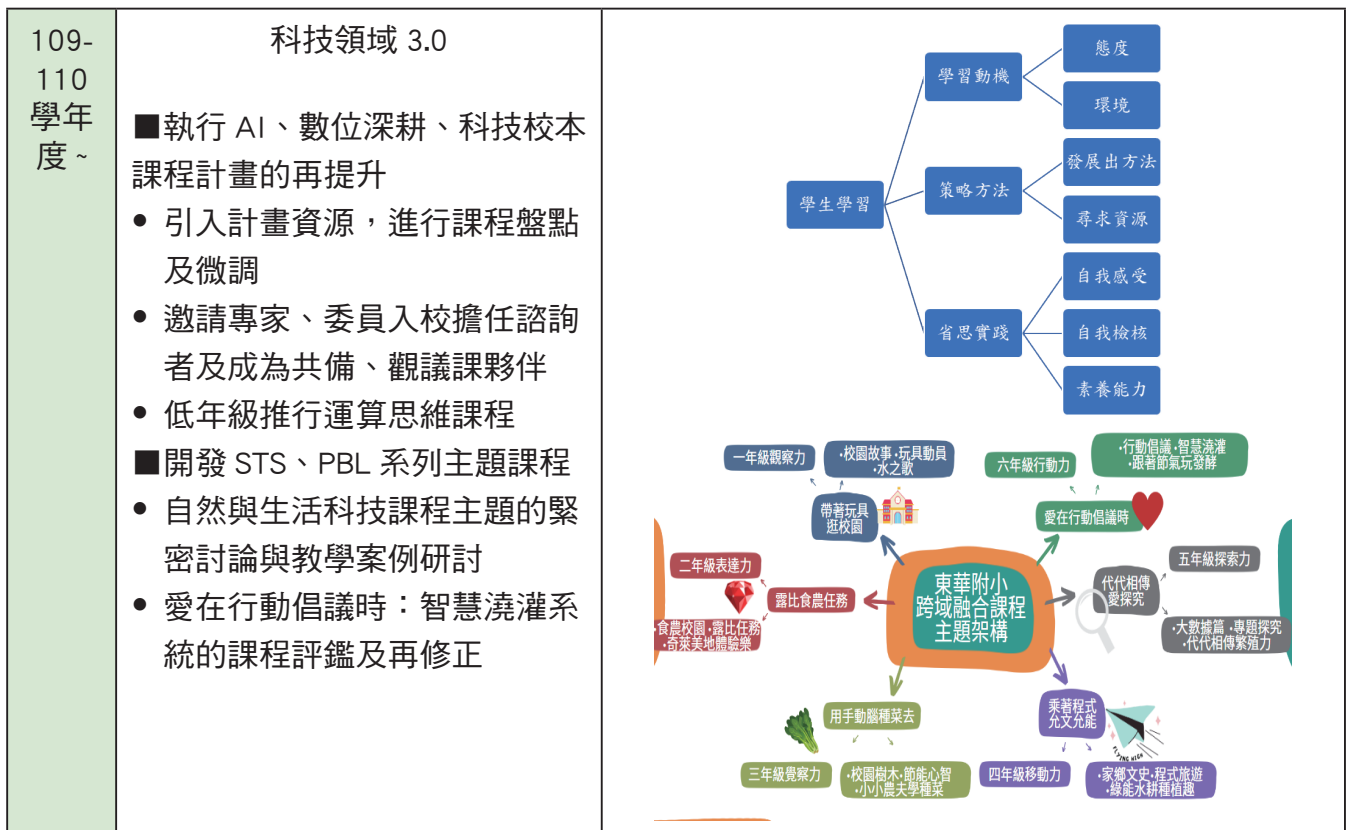 109-
110
學年
度 ~
科技領域 3.0
■執行 AI、數位深耕、科技校本
課程計畫的再提升
• 引入計畫資源，進行課程盤點
及微調
• 邀請專家、委員入校擔任諮詢
者及成為共備、觀議課夥伴
• 低年級推行運算思維課程
■開發 STS、PBL 系列主題課程
• 自然與生活科技課程主題的緊
密討論與教學案例研討
• 愛在行動倡議時：智慧澆灌系
統的課程評鑑及再修正
學生學習
學習動機
態度
環境
策略方法
發展出方法
尋求資源
省思實踐
自我感受
自我檢核
素養能力
東華附小
跨域融合課程
主題架構
一年級觀察力
•校園故事•玩具動員
•水之歌
帶著玩具
逛校園
二年級表達力
露比食農任務
•食農校園•露比任務
•奇萊美地體驗樂
用手動腦種菜去
三年級覺察力
•校園樹木•節能心智
•小小農夫學種菜
乘著程式
允文允能
FLYING HIGH
四年級移動力
•家鄉文史•程式旅遊
•綠能水耕種植趣
代代相傳
愛探究
五年級探索力
•大數據篇•專題探究
•代代相傳繁殖力
六年級行動力
•行動倡議•智慧澆灌
•跟著節氣玩發酵
愛在行動倡議時